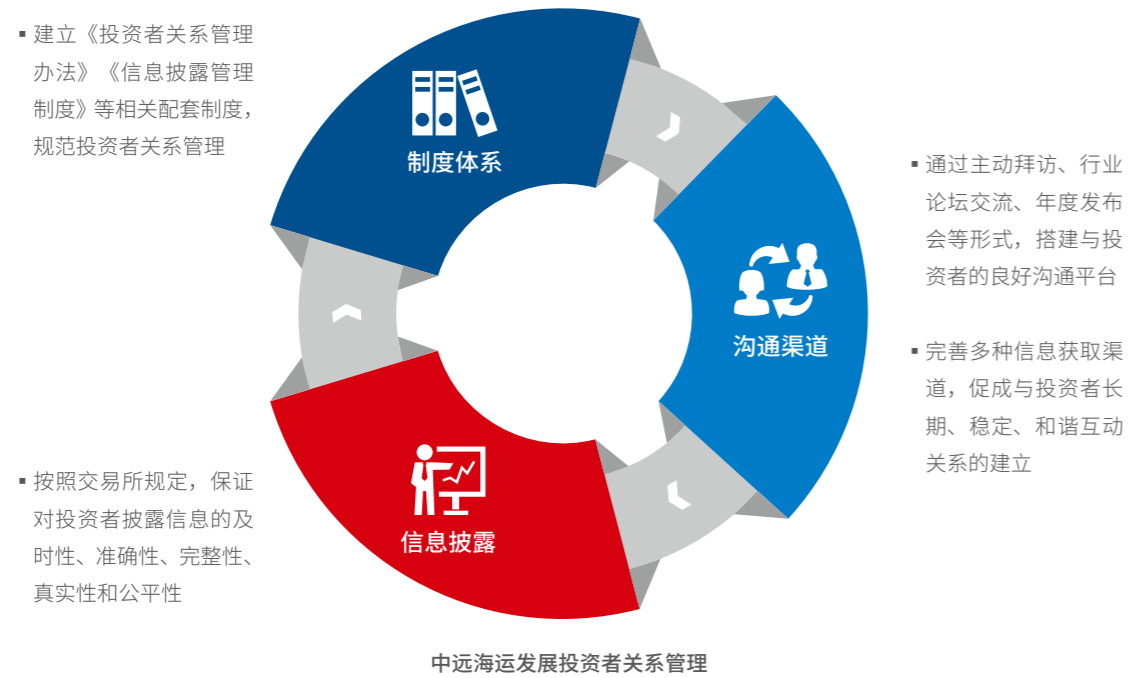 ▪ 建立《投资者关系管理
办法》《信息披露管理
制度》等相关配套制度，
规范投资者关系管理
制度体系
▪ 通过主动拜访、行业
论坛交流、年度发布
会等形式，搭建与投
资者的良好沟通平台
沟通渠道
▪ 完善多种信息获取渠
道，促成与投资者长
期、稳定、和谐互动
关系的建立
▪ 按照交易所规定，保证
对投资者披露信息的及
时性、准确性、完整性、
真实性和公平性
信息披露
中远海运发展投资者关系管理